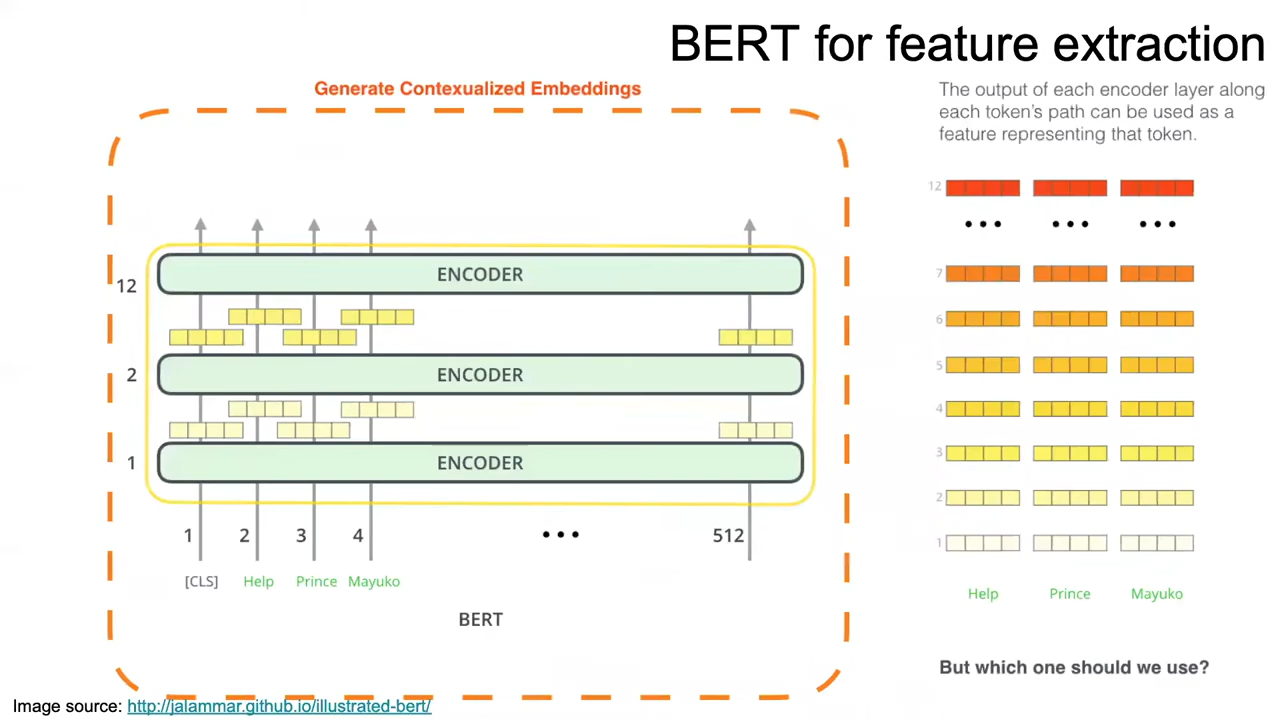 BERT for feature extraction
Generate Contexualized Embeddings
ENCODER
12
ENCODER
2
ENCODER
1
1 2 3 4 ••• 512
[CLS] Help Prince Mayuko
BERT
The output of each encoder layer along
each token's path can be used as a
feature representing that token.
12
•••  •••  •••
7
6
5
4
3
2
1
Help Prince Mayuko
But which one should we use?
Image source: http://jalammar.github.io/illustrated-bert/